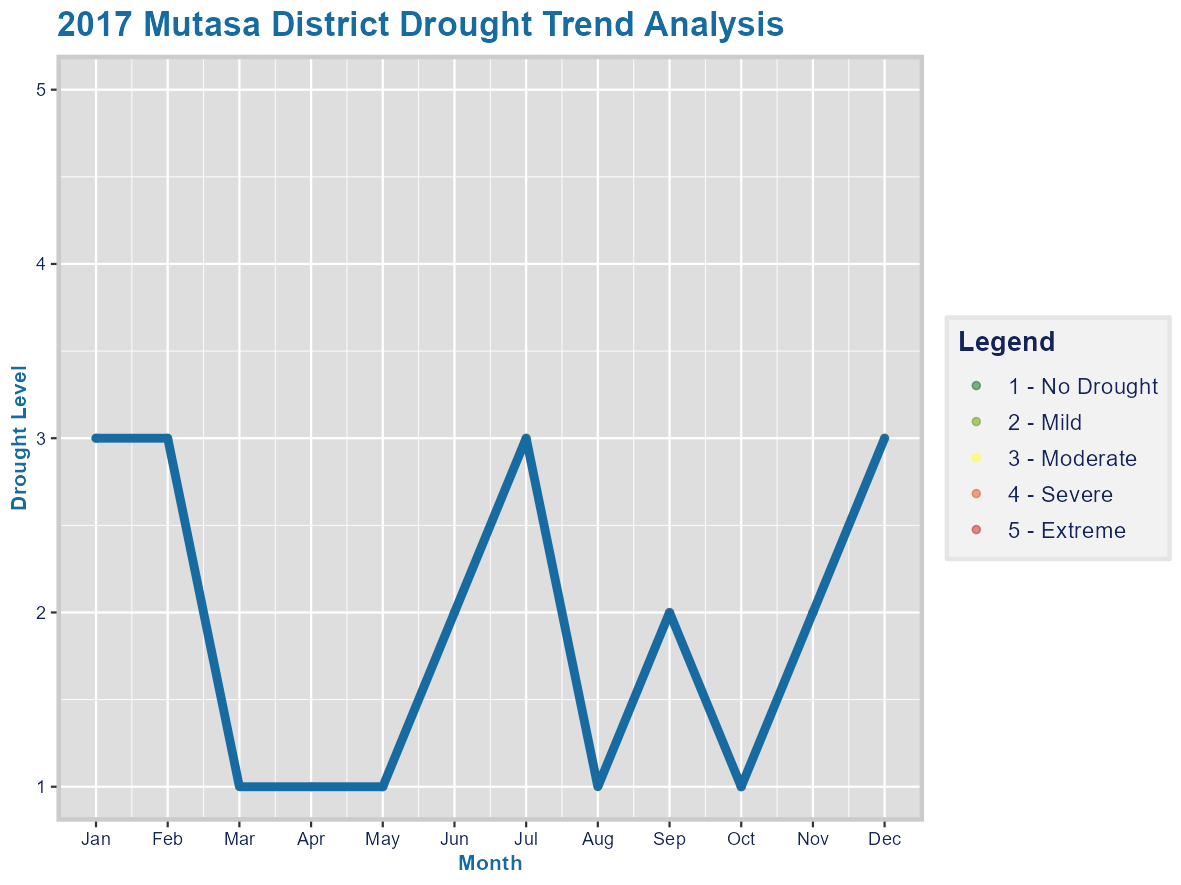 2017 Mutasa District Drought Trend Analysis
5
4
3
2
1
Drought Level
Jan Feb Mar Apr May Jun Jul Aug Sep Oct Nov Dec
Month
Legend
1 - No Drought
2 - Mild
3 - Moderate
4 - Severe
5 - Extreme